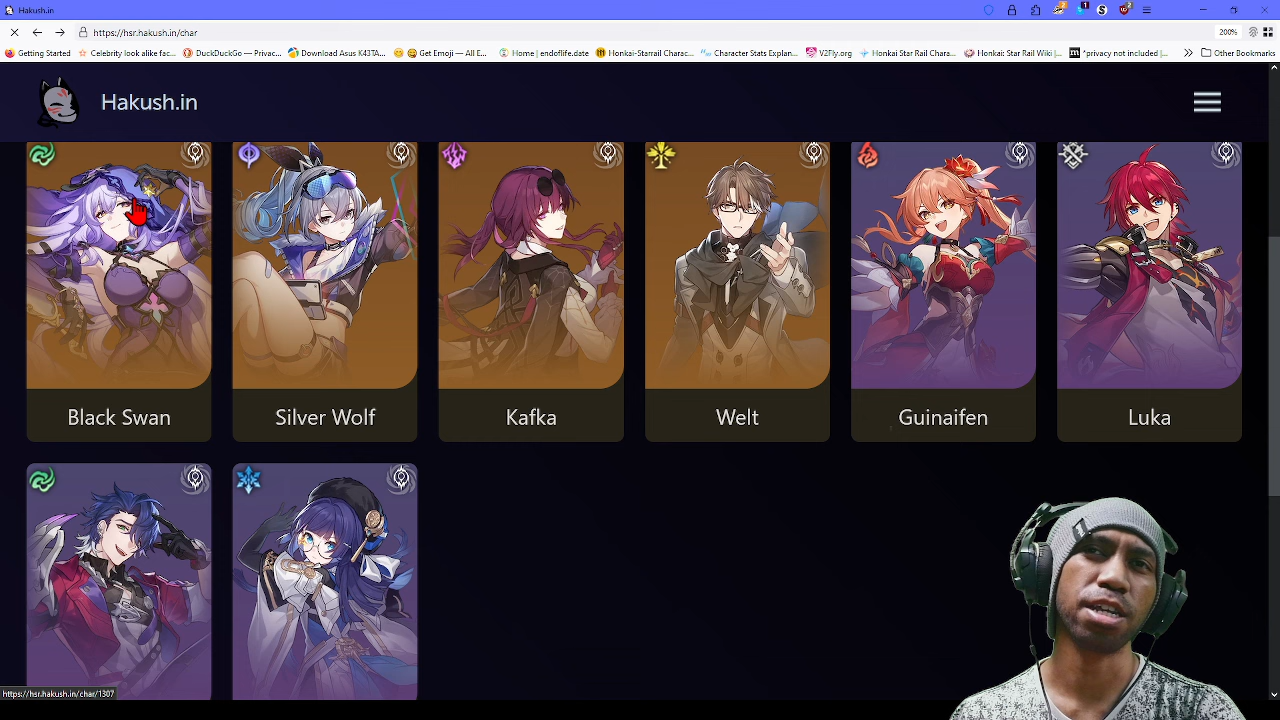 Hakush.in
https://hsr.hakush.in/char
200%
Getting Started
Celebrity look alike fac...
DuckDuckGo — Privac...
Download Asus K43TA...
Get Emoji — All E...
Home | endoflife.date
Honkai-Starrail Charac...
Character Stats Explan...
VZFly.org
Honkai Star Rail Chara...
Honkai: Star Rail Wiki |...
*privacy not included |...
Other Bookmarks
Hakush.in
Black Swan
Silver Wolf
Kafka
Welt
Guinaifen
Luka
https://hsr.hakush.in/char/1307